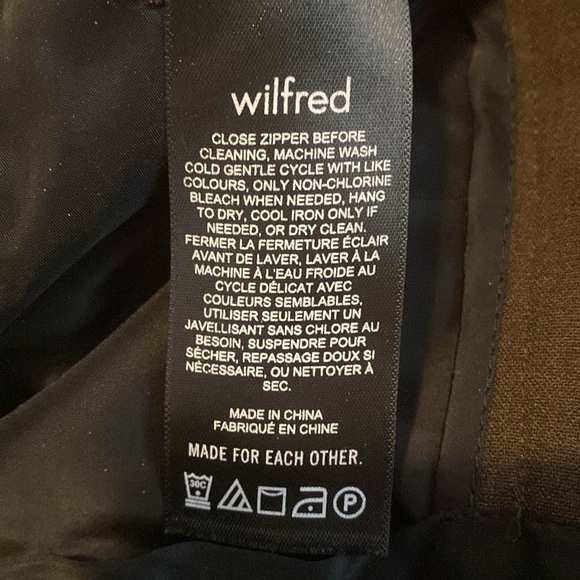 wilfred
CLOSE ZIPPER BEFORE
CLEANING, MACHINE WASH
COLD GENTLE CYCLE WITH LIKE
COLOURS, ONLY NON-CHLORINE
BLEACH WHEN NEEDED, HANG
TO DRY, COOL IRON ONLY IF
NEEDED, OR DRY CLEAN.
FERMER LA FERMETURE ÉCLAIR
AVANT DE LAVER, LAVER À LA
MACHINE À L'EAU FROIDE AU
CYCLE DÉLICAT AVEC
COULEURS SEMBLABLES,
UTILISER SEULEMENT UN
JAVELLISANT SANS CHLORE AU
BESOIN, SUSPENDRE POUR
SÉCHER, REPASSAGE DOUX SI
NÉCESSAIRE, OU NETTOYER À
SEC.
MADE IN CHINA
FABRIQUÉ EN CHINE
MADE FOR EACH OTHER.
30C P